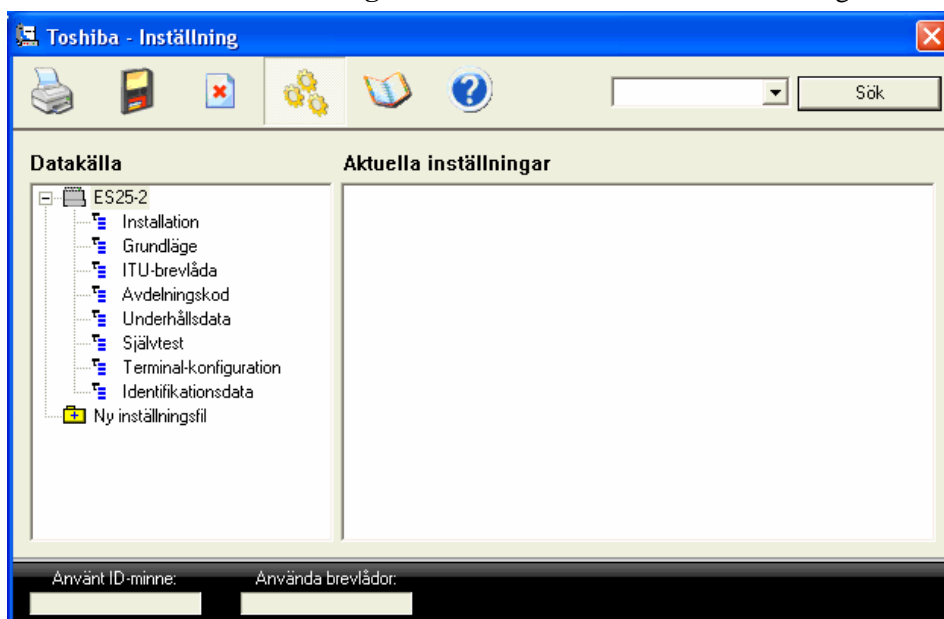 Toshiba - Inställning
Sök
Datakälla
Aktuella inställningar
ES25-2
Installation
Grundläge
ITU-brevlåda
Avdelningskod
Underhållsdata
Självtest
Terminal-konfiguration
Identifikationsdata
Ny inställningsfil
Använt ID-minne:
Använda brevlådor: